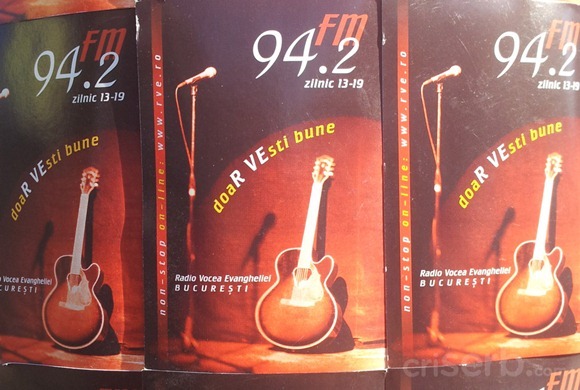 FM
94.2
zilnic 13-19
doaR VEsti bune
Radio Vocea Evangheliei
BUCUREȘTI
non-stop on-line: www.rve.ro
FM
94.2
zilnic 13-19
doaR VEsti bune
Radio Vocea Evangheliei
BUCUREȘTI
non-stop on-line: www.rve.ro
FM
94.2
zilnic 13-19
doaR VEsti bune
Vocea Evangheliei
BUCUREȘTI
FM
criserb.com